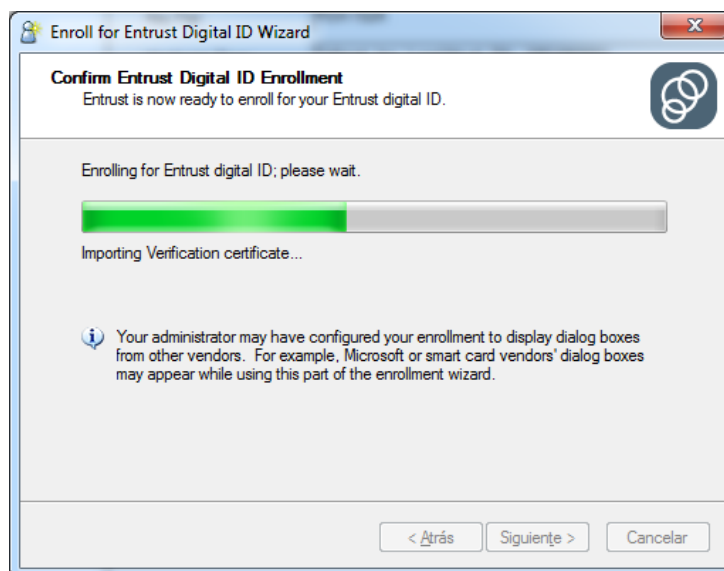 Enroll for Entrust Digital ID Wizard
Confirm Entrust Digital ID Enrollment
Entrust is now ready to enroll for your Entrust digital ID.
Enrolling for Entrust digital ID; please wait.
Importing Verification certificate...
Your administrator may have configured your enrollment to display dialog boxes
from other vendors. For example, Microsoft or smart card vendors' dialog boxes
may appear while using this part of the enrollment wizard.
< Atrás
Siguiente >
Cancelar